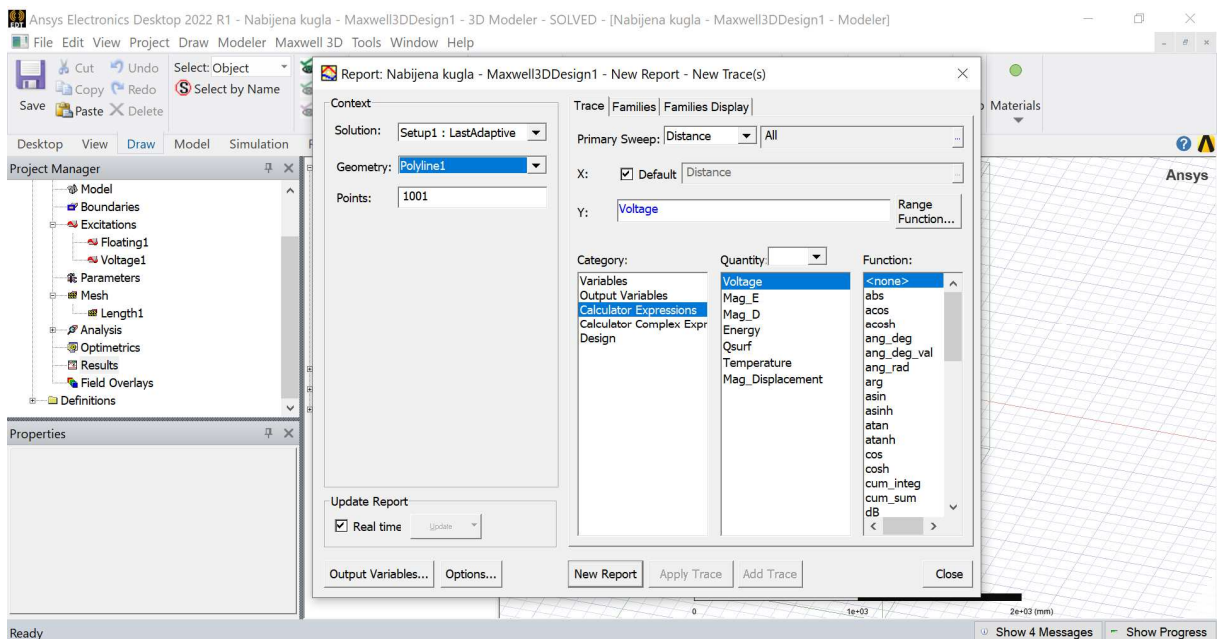 Ansys Electronics Desktop 2022 R1 - Nabijena kugla - Maxwell3DDesign1 - 3D Modeler - SOLVED - [Nabijena kugla - Maxwell3DDesign1 - Modeler]
File Edit View Project Draw Modeler Maxwell 3D Tools Window Help
Save
Cut Undo
Copy Redo
Paste Delete
Select: Object
Select by Name
Materials
Desktop View Draw Model Simulation
Project Manager
Model
Boundaries
Excitations
Floating1
Voltage1
Parameters
Mesh
Length1
Analysis
Optimetrics
Results
Field Overlays
Definitions
Properties
Report: Nabijena kugla - Maxwell3DDesign1 - New Report - New Trace(s)
Context
Solution: Setup1 : LastAdaptive
Geometry: Polyline1
Points: 1001
Update Report
Real time Update
Output Variables... Options...
Trace Families Families Display
Primary Sweep: Distance All ...
X: Default Distance ...
Y: Voltage
Range Function...
Category:
Variables
Output Variables
Calculator Expressions
Calculator Complex Expr
Design
Quantity:
Voltage
Mag_E
Mag_D
Energy
Qsurf
Temperature
Mag_Displacement
Function:
<none>
abs
acos
acosh
ang_deg
ang_deg_val
ang_rad
arg
asin
asinh
atan
atanh
cos
cosh
cum_integ
cum_sum
dB
New Report Apply Trace Add Trace Close
Ansys
0 1e+03 2e+03 (mm)
Ready
Show 4 Messages Show Progress